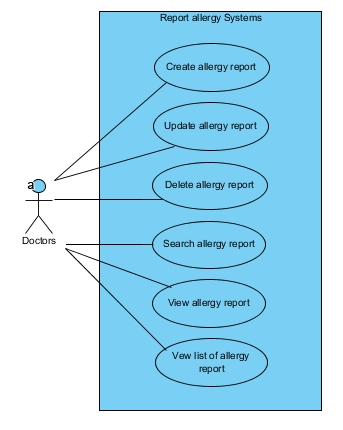 Report allergy Systems
Create allergy report
Update allergy report
Delete allergy report
a
Doctors
Search allergy report
View allergy report
Vew list of allergy
report